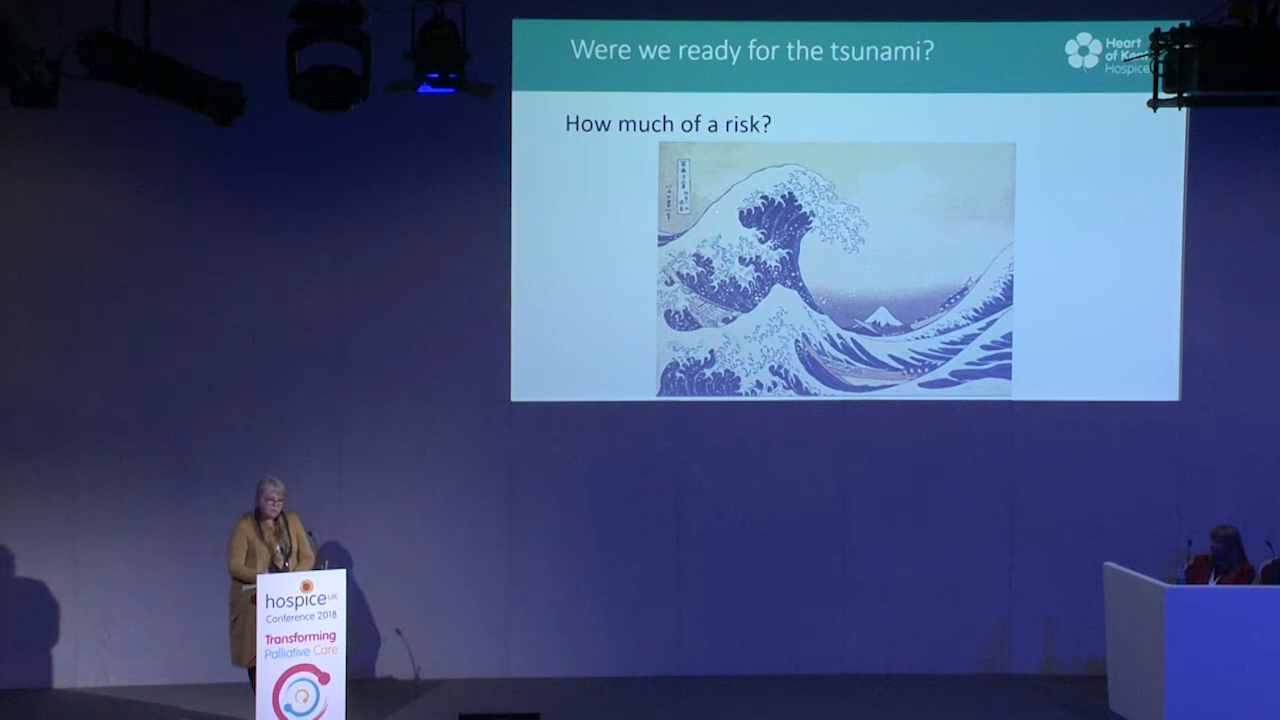 Were we ready for the tsunami?
Heart
of Kent
Hospice
How much of a risk?
hospice UK
Conference 2018
Transforming
Palliative Care